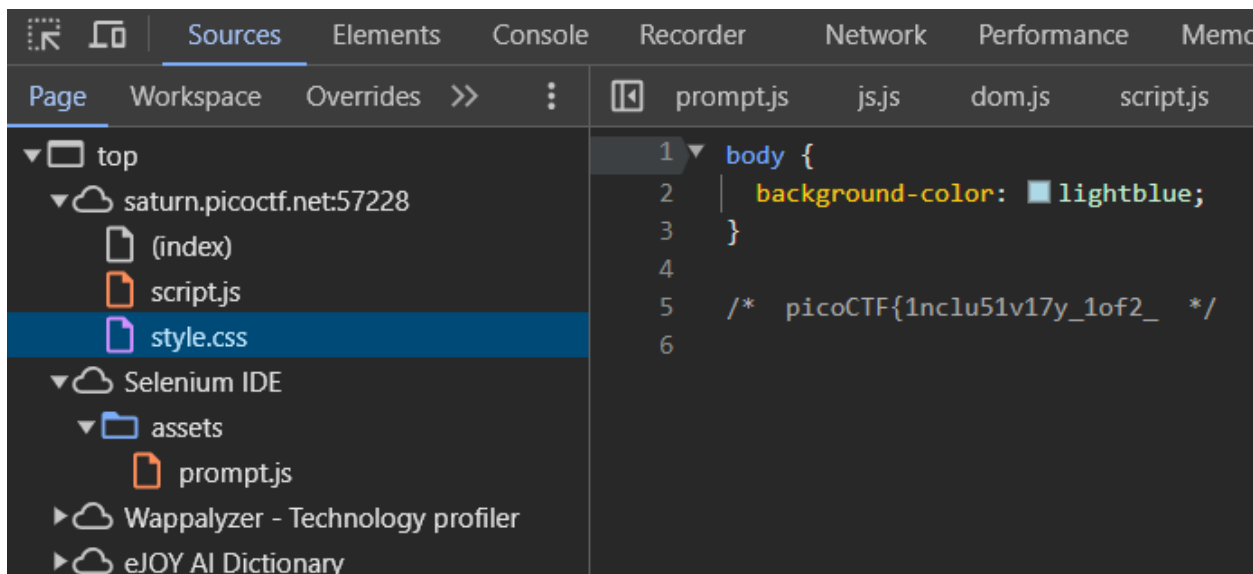 Sources Elements Console Recorder Network Performance Memo
Page Workspace Overrides >> prompt.js js.js dom.js script.js
top
saturn.picoctf.net:57228
(index)
script.js
style.css
Selenium IDE
assets
prompt.js
Wappalyzer - Technology profiler
eJOY AI Dictionary
1 body {
2 background-color: lightblue;
3 }
4
5 /* picoCTF{1nclu51v17y_1of2_ */
6